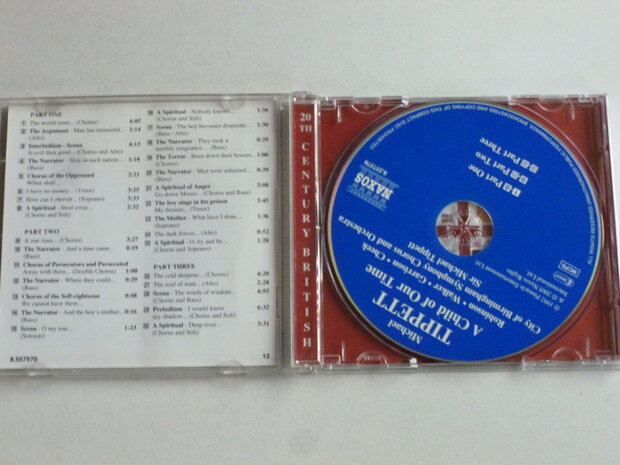 PART ONE
1 The world turns... (Chorus) 4:05
2 The Argument - Man has measured... 2:14
(Alto)
3 Interludium - Scena 4:13
Is evil then good... (Chorus and Alto)
4 The Narrator - Now in each nation... 1:18
(Bass)
5 Chorus of the Oppressed 2:21
When shall...
6 I have no money... (Tenor) 3:25
7 How can I cherish... (Soprano) 3:33
8 A Spiritual - Steal away... 2:32
(Chorus and Soli)
PART TWO
9 A star rises... (Chorus) 3:27
10 The Narrator - And a time came... 0:19
(Bass)
11 Chorus of Persecutors and Persecuted
Away with them... (Double Chorus) 1:00
12 The Narrator - Where they could... 0:29
(Bass)
13 Chorus of the Self-righteous 0:48
We cannot have them...
14 The Narrator - And the boy's mother... 0:16
(Bass)
15 Scena - O my son... 1:23
(Soloists)
8.557570
16 A Spiritual - Nobody knows... 1:36
(Chorus and Soli)
17 Scena - The boy becomes desperate... 1:30
(Bass / Alto)
18 The Narrator - They took a 0:29
terrible vengeance... (Bass)
19 The Terror - Burn down their houses... 1:06
(Chorus)
20 The Narrator - Men were ashamed... 0:39
(Bass)
21 A Spiritual of Anger 3:08
Go down Moses... (Chorus and Bass)
22 The boy sings in his prison 3:45
My dreams... (Tenor)
23 The Mother - What have I done... 1:36
(Soprano)
24 The dark forces... (Alto) 0:52
25 A Spiritual - O, by and by... 1:28
(Chorus and Soprano)
PART THREE
26 The cold deepens... (Chorus) 4:20
27 The soul of man... (Chorus) 2:28
28 Scena - The words of wisdom... 4:55
(Chorus and Bass)
29 Preludium - I would know 6:32
my shadow... (Chorus and Soli)
30 A Spiritual - Deep river... 3:31
(Chorus and Soli)
12
20TH CENTURY BRITISH
Michael
TIPPETT
A Child of Our Time
Robinson • Walker • Garrison • Cheek
City of Birmingham Symphony Chorus and Orchestra
Sir Michael Tippett
Part One
Part Two
Part Three
NAXOS
8.557570